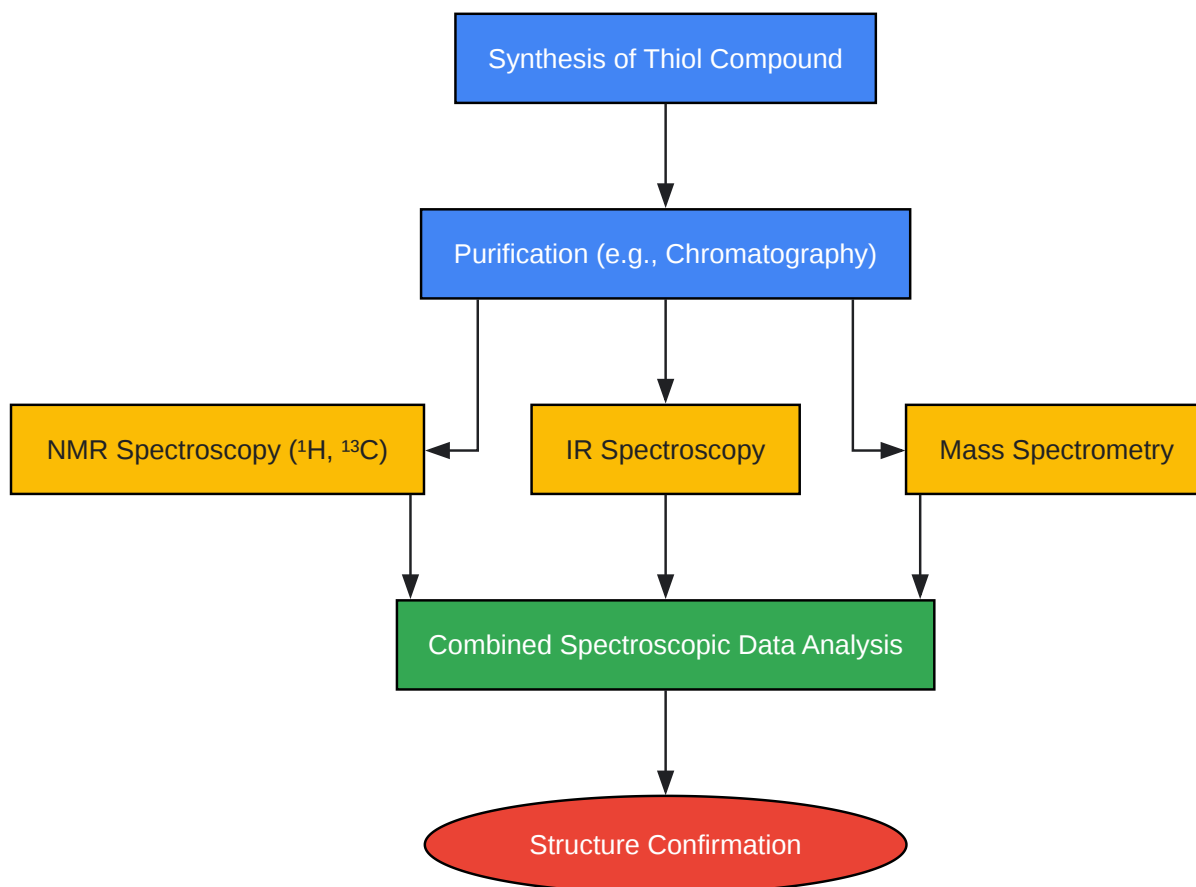 Synthesis of Thiol Compound
Purification (e.g., Chromatography)
NMR Spectroscopy (¹H, ¹³C)
IR Spectroscopy
Mass Spectrometry
Combined Spectroscopic Data Analysis
Structure Confirmation